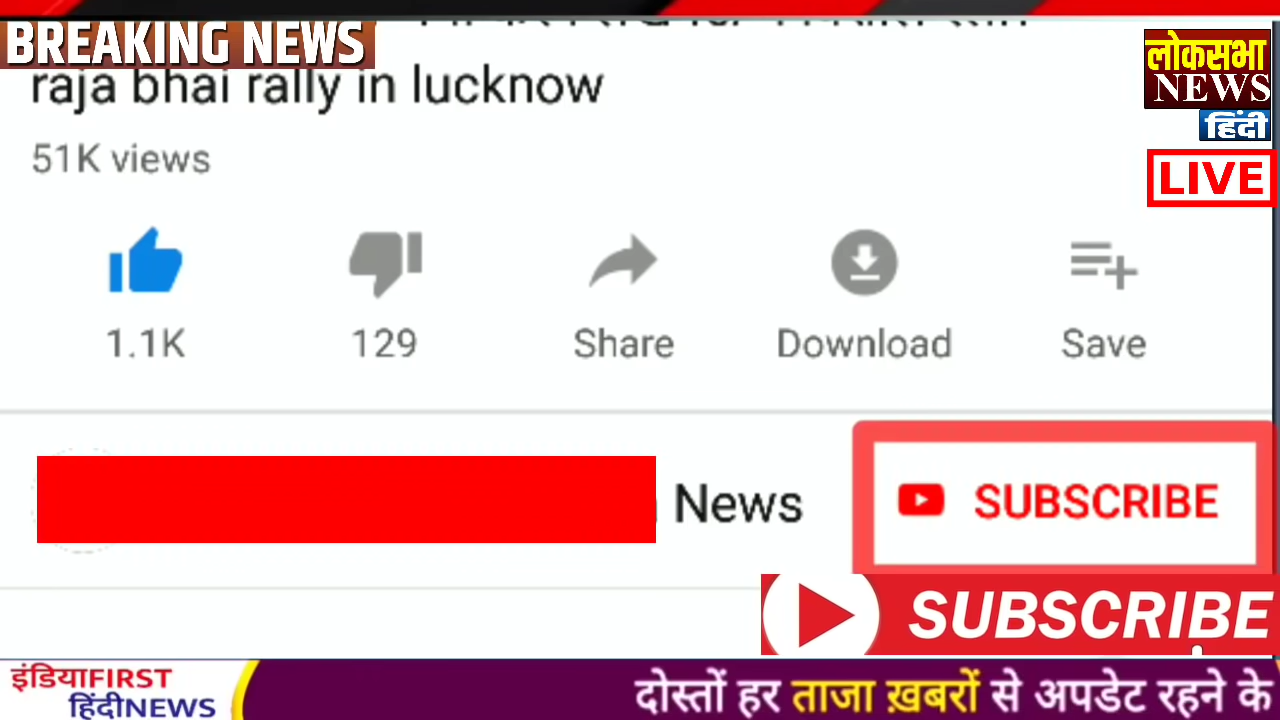 BREAKING NEWS
raja bhai rally in lucknow
51K views
लोकसभा
NEWS
हिंदी
LIVE
1.1K
129
Share
Download
Save
News
SUBSCRIBE
SUBSCRIBE
इंडियाFIRST
हिंदीNEWS
दोस्तों हर ताजा ख़बरों से अपडेट रहने के